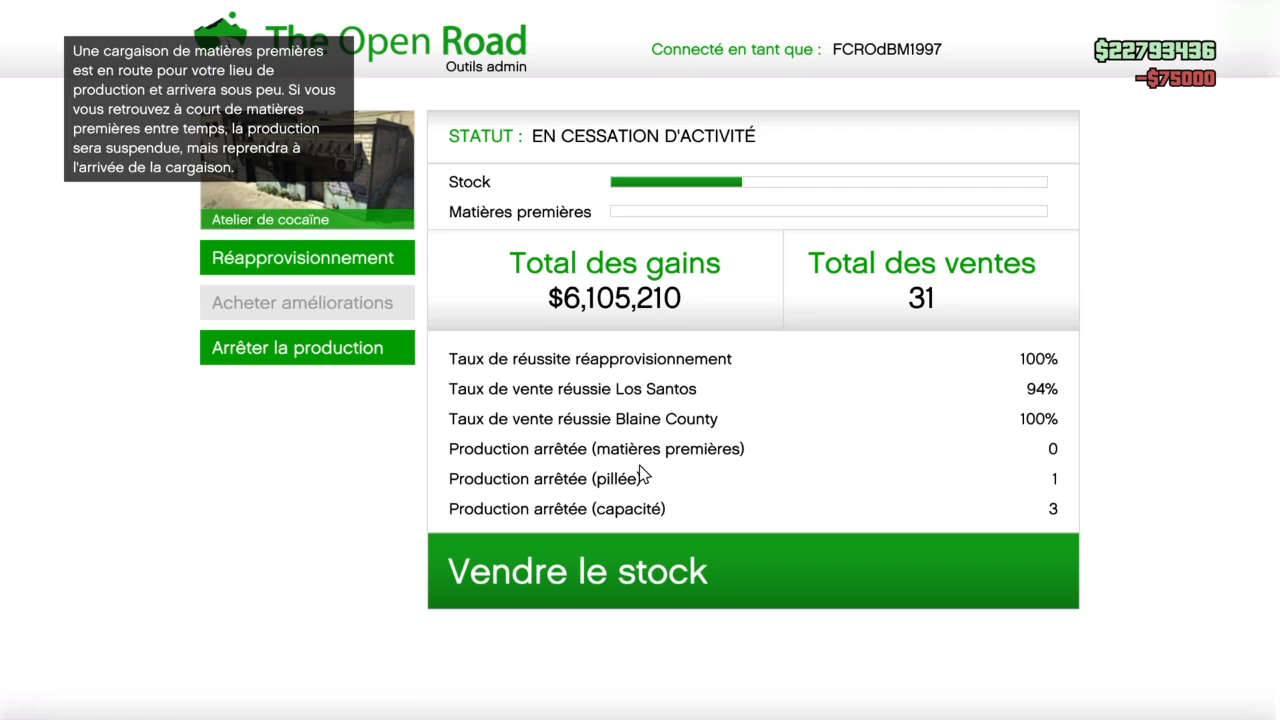 The Open Road
Outils admin
Connecté en tant que : FCROdBM1997
$22793436
-$75000
Une cargaison de matières premières
est en route pour votre lieu de
production et arrivera sous peu. Si vous
vous retrouvez à court de matières
premières entre temps, la production
sera suspendue, mais reprendra à
l'arrivée de la cargaison.
Atelier de cocaïne
Réapprovisionnement
Acheter améliorations
Arrêter la production
STATUT : EN CESSATION D'ACTIVITÉ
Stock
Matières premières
Total des gains
$6,105,210
Total des ventes
31
Taux de réussite réapprovisionnement 100%
Taux de vente réussie Los Santos 94%
Taux de vente réussie Blaine County 100%
Production arrêtée (matières premières) 0
Production arrêtée (pillée) 1
Production arrêtée (capacité) 3
Vendre le stock